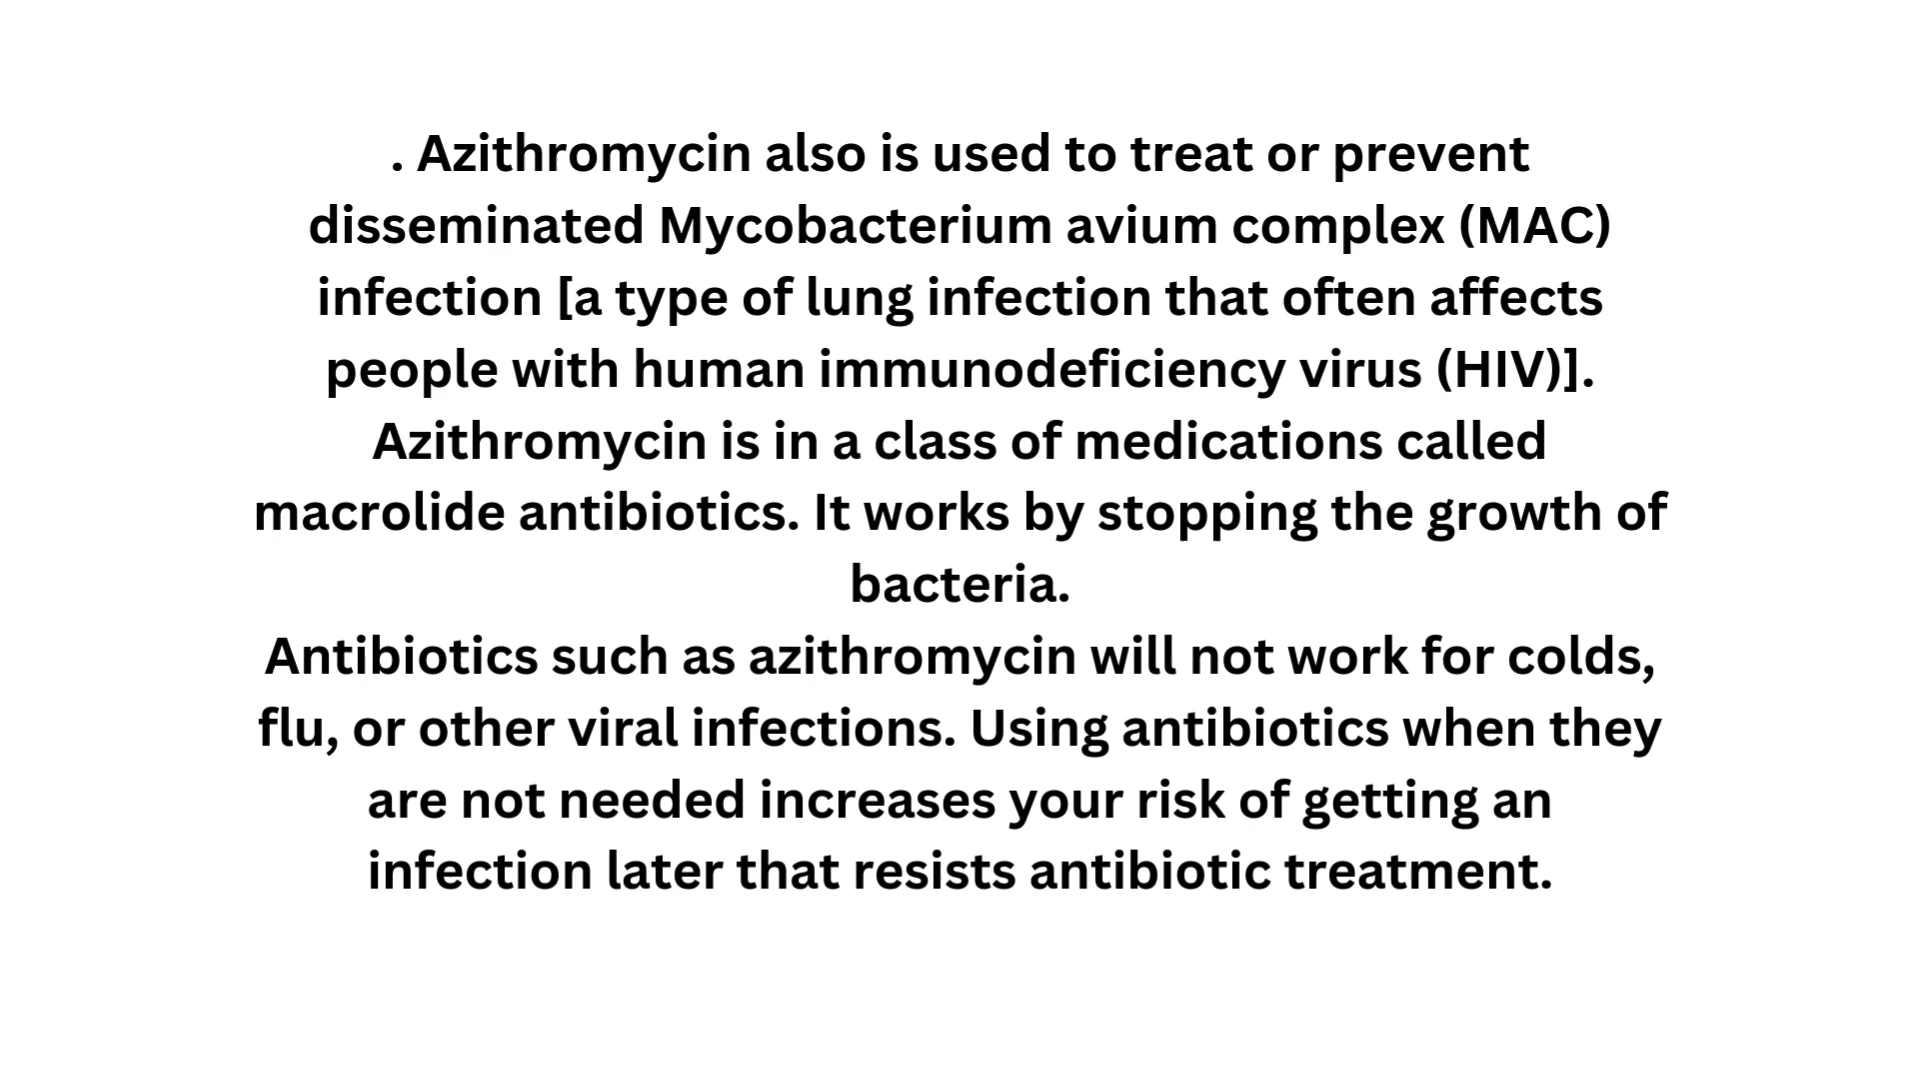 . Azithromycin also is used to treat or prevent
disseminated Mycobacterium avium complex (MAC)
infection [a type of lung infection that often affects
people with human immunodeficiency virus (HIV)].
Azithromycin is in a class of medications called
macrolide antibiotics. It works by stopping the growth of
bacteria.
Antibiotics such as azithromycin will not work for colds,
flu, or other viral infections. Using antibiotics when they
are not needed increases your risk of getting an
infection later that resists antibiotic treatment.